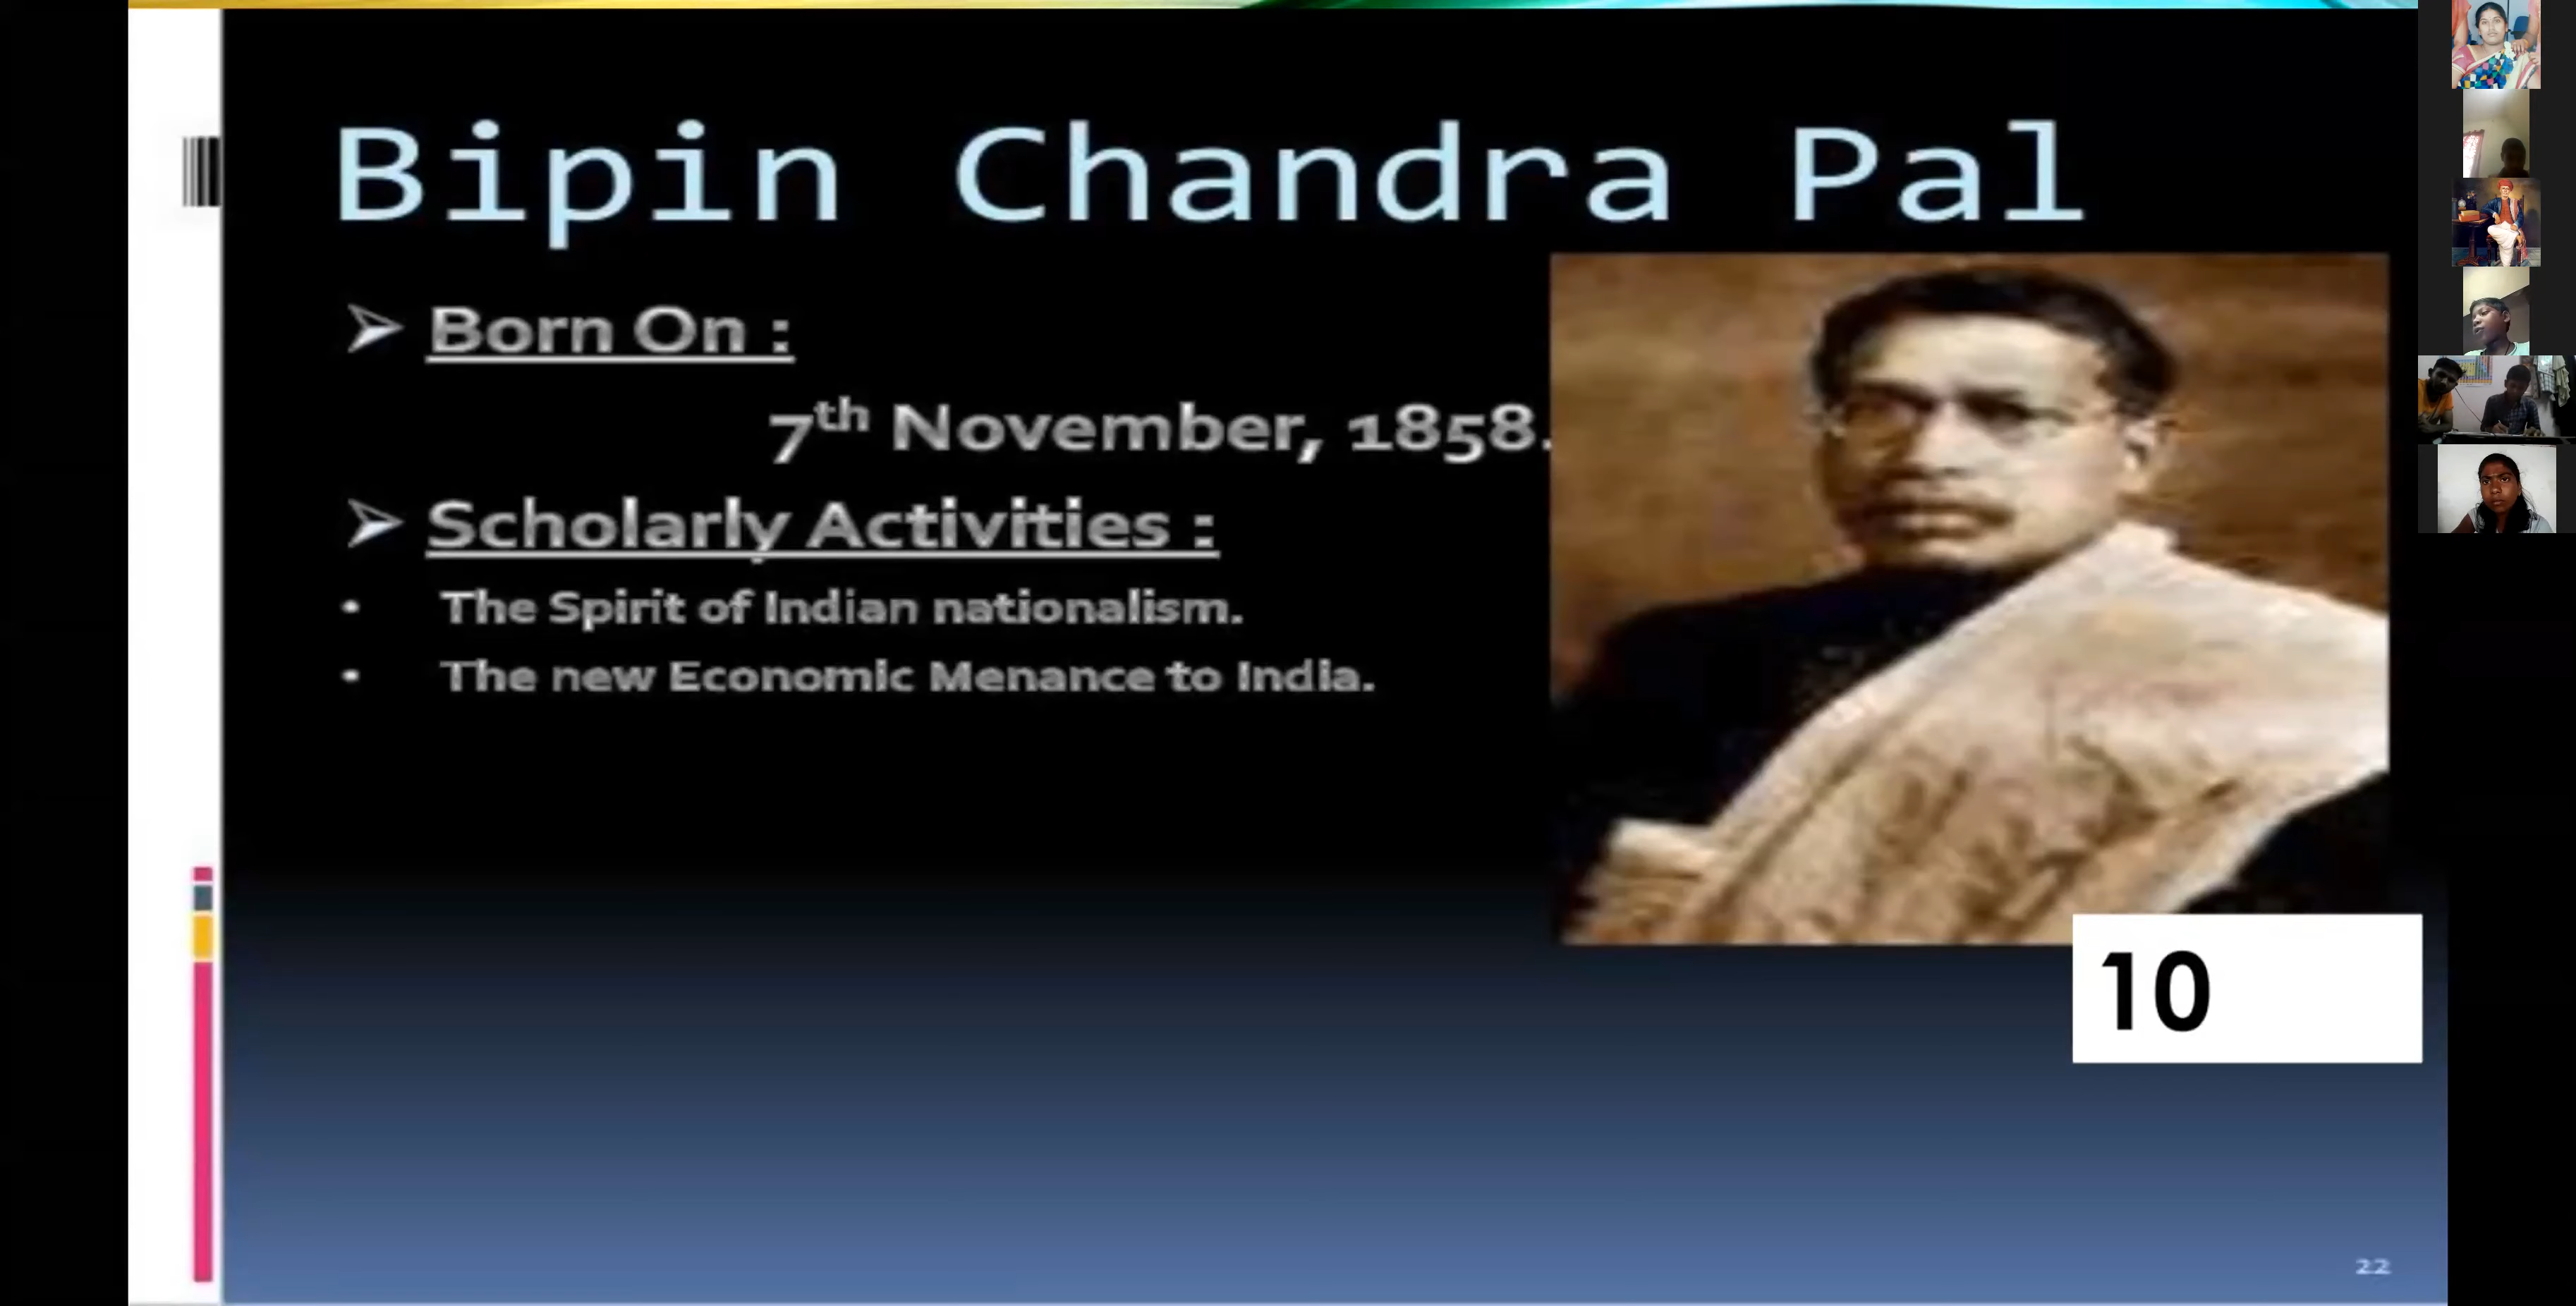 Bipin Chandra Pal
Born On :
7th November, 1858.
Scholarly Activities :
The Spirit of Indian nationalism.
The new Economic Menance to India.
10
22